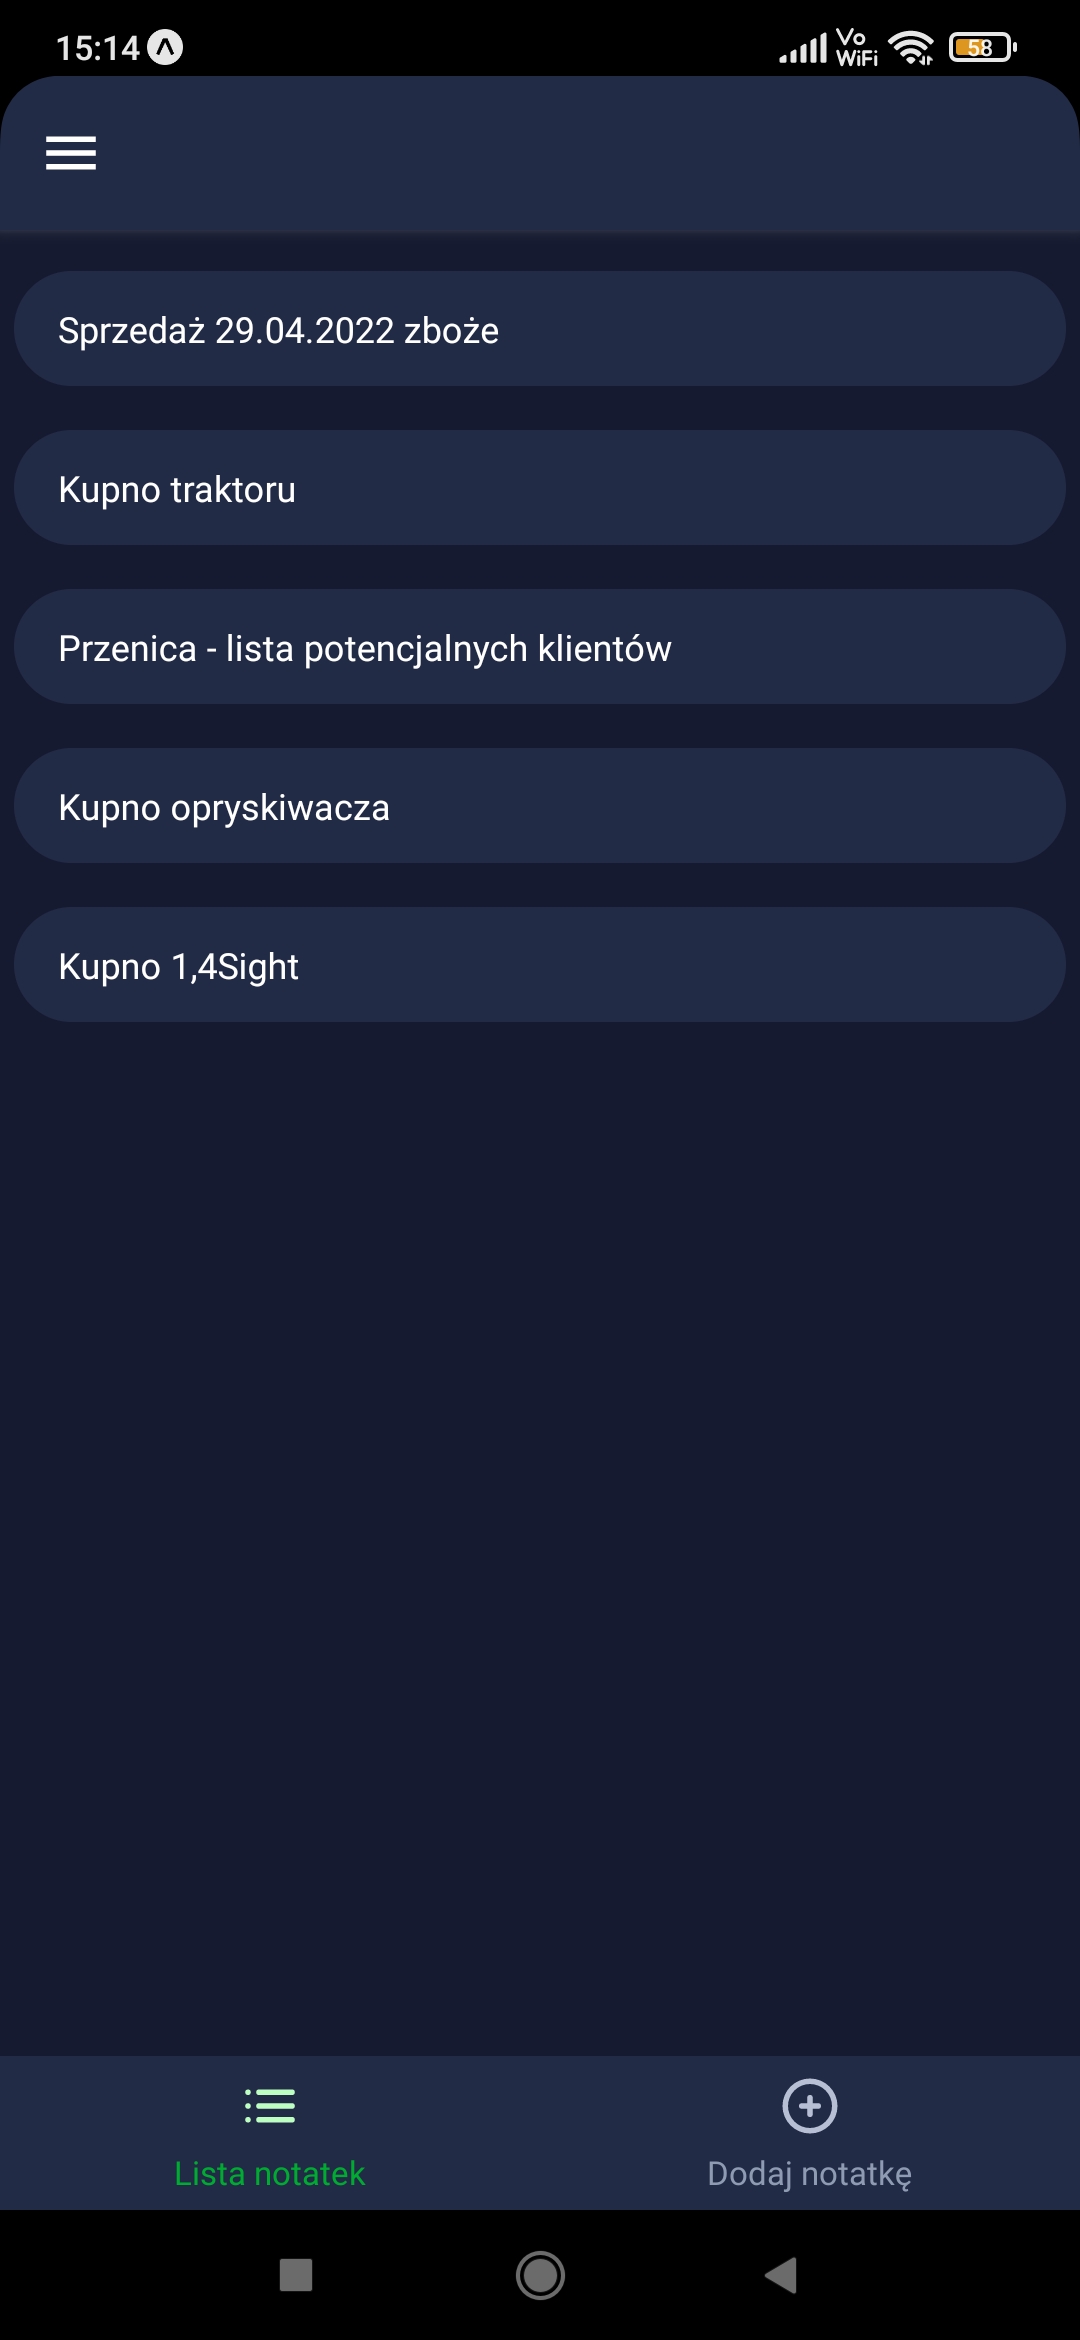 15:14
Vo
WiFi
58
Sprzedaż 29.04.2022 zboże
Kupno traktoru
Przenica - lista potencjalnych klientów
Kupno opryskiwacza
Kupno 1,4Sight
Lista notatek
Dodaj notatkę